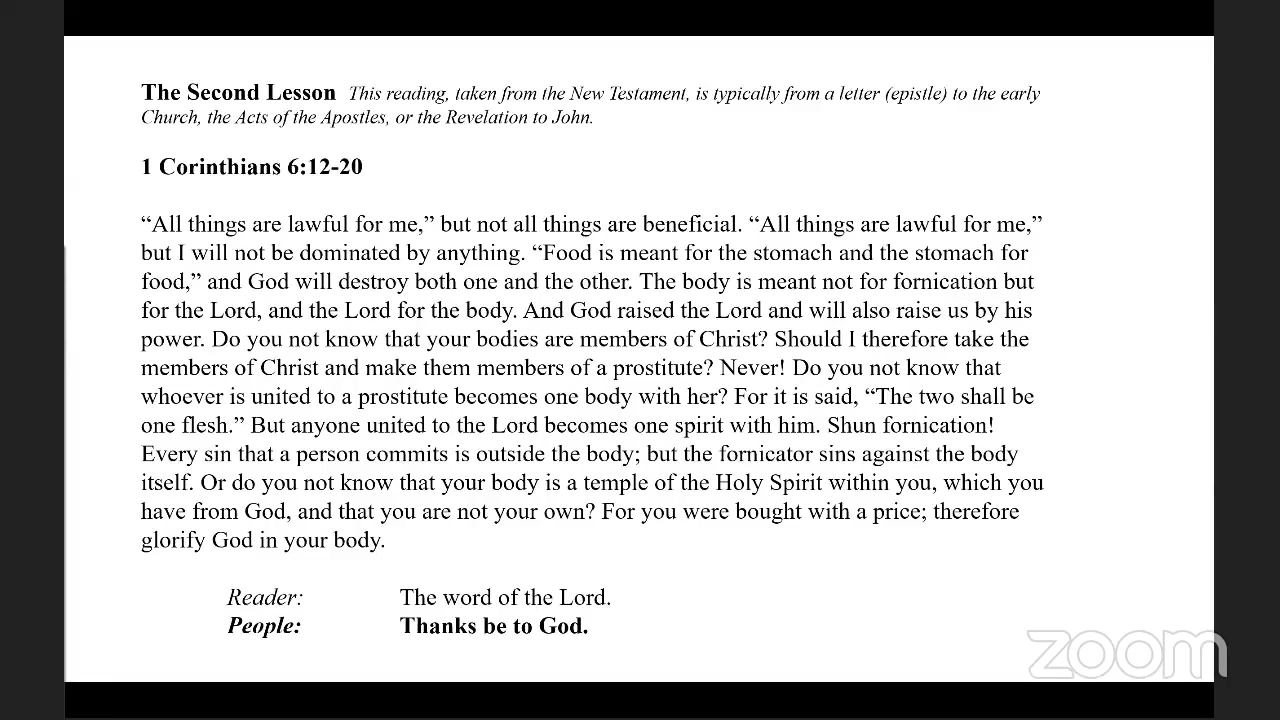 The Second Lesson This reading, taken from the New Testament, is typically from a letter (epistle) to the early
Church, the Acts of the Apostles, or the Revelation to John.
1 Corinthians 6:12-20
“All things are lawful for me,” but not all things are beneficial. “All things are lawful for me,”
but I will not be dominated by anything. “Food is meant for the stomach and the stomach for
food,” and God will destroy both one and the other. The body is meant not for fornication but
for the Lord, and the Lord for the body. And God raised the Lord and will also raise us by his
power. Do you not know that your bodies are members of Christ? Should I therefore take the
members of Christ and make them members of a prostitute? Never! Do you not know that
whoever is united to a prostitute becomes one body with her? For it is said, “The two shall be
one flesh.” But anyone united to the Lord becomes one spirit with him. Shun fornication!
Every sin that a person commits is outside the body; but the fornicator sins against the body
itself. Or do you not know that your body is a temple of the Holy Spirit within you, which you
have from God, and that you are not your own? For you were bought with a price; therefore
glorify God in your body.
Reader: The word of the Lord.
People: Thanks be to God.
zoom